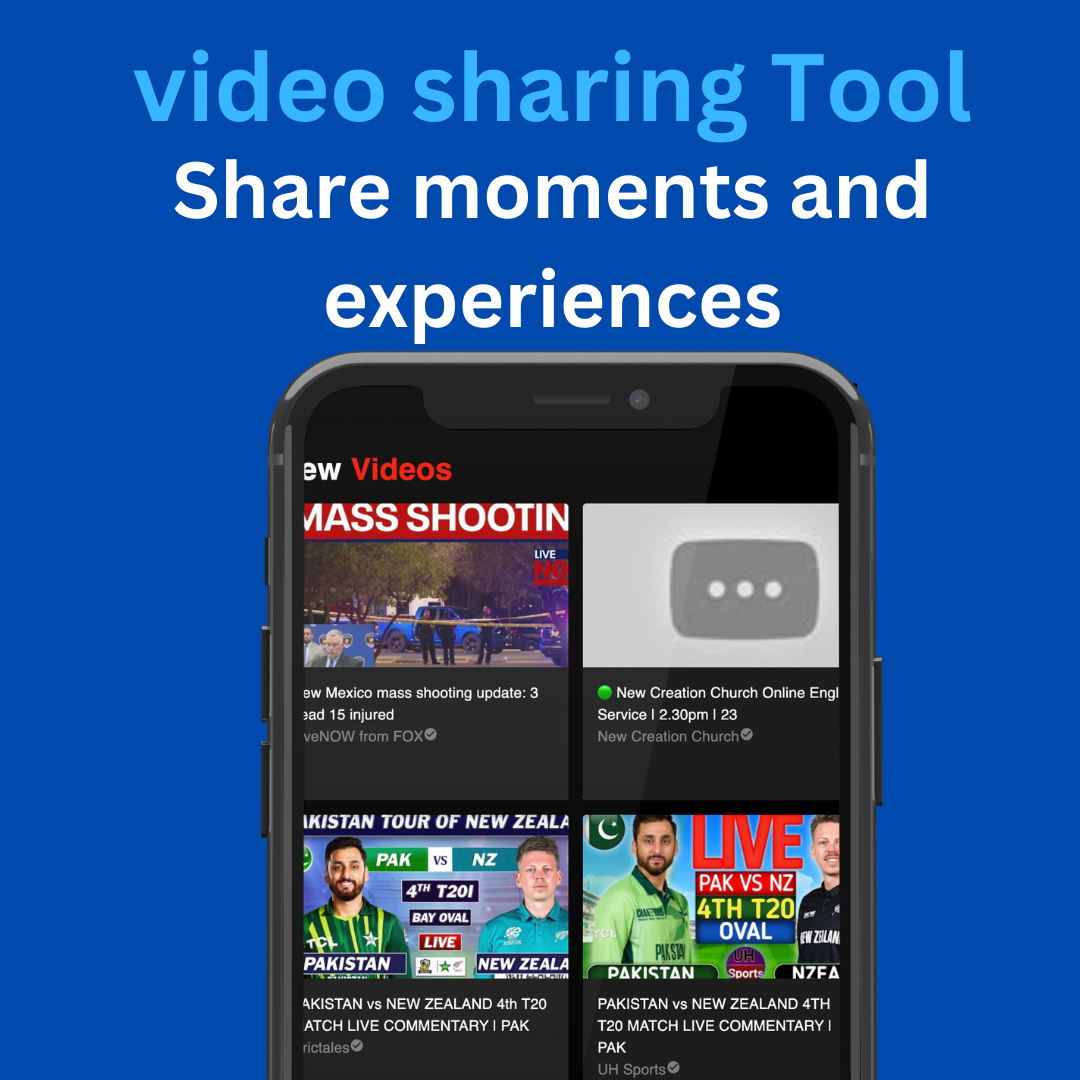 video sharing Tool
Share moments and
experiences
ew Videos
MASS SHOOTIN
LIVE
NO
ew Mexico mass shooting update: 3
ead 15 injured
veNOW from FOX
New Creation Church Online Engl
Service | 2.30pm | 23
New Creation Church
AKISTAN TOUR OF NEW ZEALA
PAK VS NZ
4TH T20I
BAY OVAL
LIVE
TCL
PAKISTAN
NEW ZEALA
AKISTAN vs NEW ZEALAND 4th T20
ATCH LIVE COMMENTARY | PAK
rictales
LIVE
PAK VS NZ
4TH T20
OVAL
TCL
PAKISTAN
UH
Sports
NZEA
PAKISTAN vs NEW ZEALAND 4TH
T20 MATCH LIVE COMMENTARY |
PAK
UH Sports